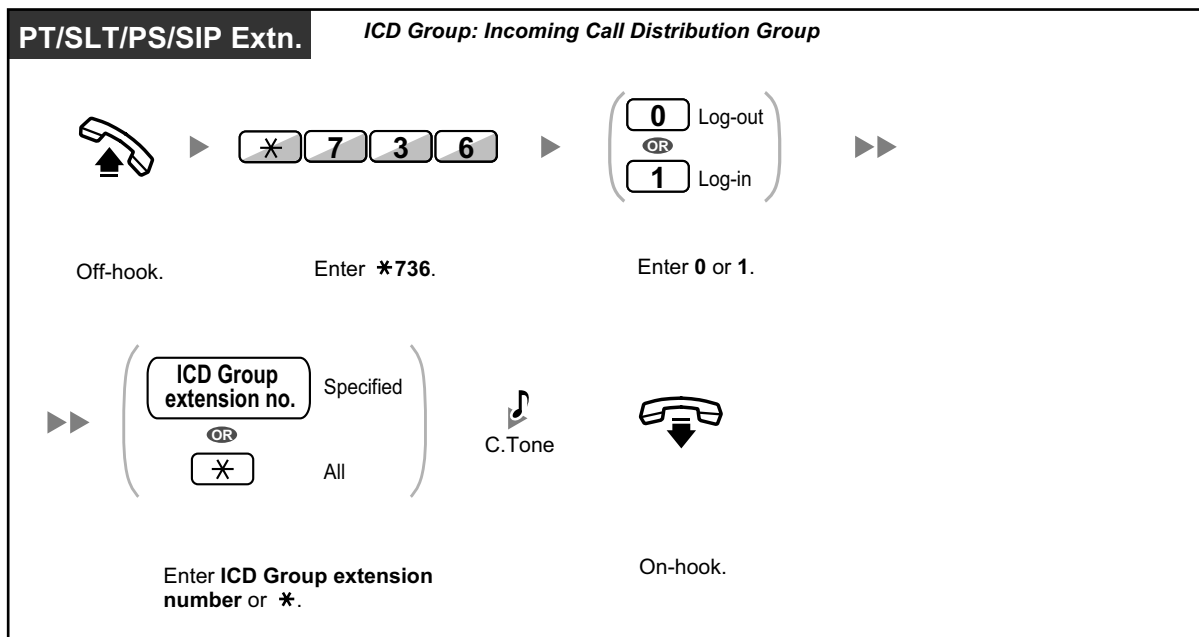 PT/SLT/PS/SIP Extn.
ICD Group: Incoming Call Distribution Group
* 7 3 6
0 Log-out
OR
1 Log-in
Off-hook.
Enter *736.
Enter 0 or 1.
ICD Group
extension no.
Specified
OR
* All
C.Tone
Enter ICD Group extension
number or *.
On-hook.